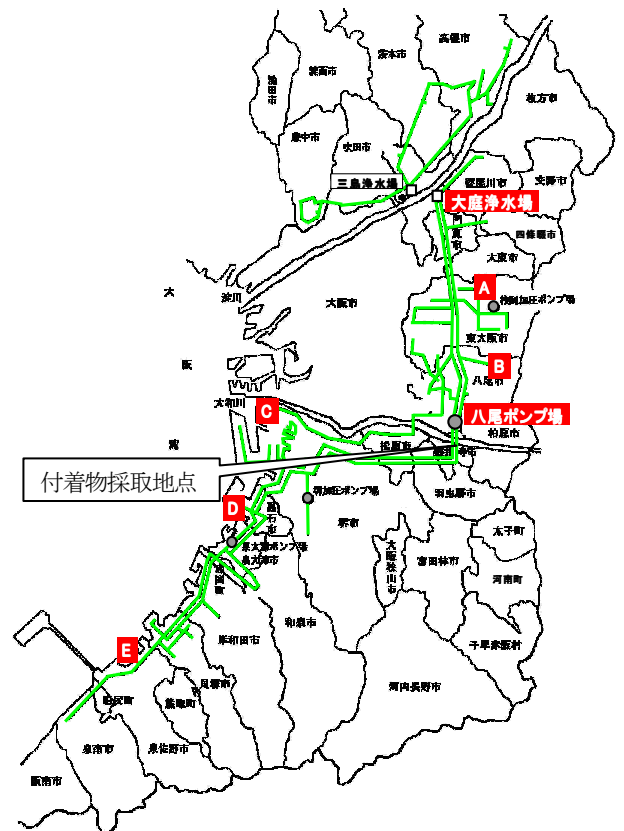 高槻市
茨木市
箕面市
池田市
枚方市
豊中市
吹田市
三島浄水場
寝屋川市
交野市
大庭浄水場
門真市
四條畷市
大東市
大
阪
湾
淀川
大阪市
A
東大阪市
B
八尾市
大和川
C
八尾ポンプ場
松原市
柏原市
付着物採取地点
羽曳野市
D
高石市
堺市
太子町
泉大津市
大阪狭山市
富田林市
河南町
忠岡町
和泉市
岸和田市
千早赤阪村
E
貝塚市
河内長野市
田尻町
熊取町
泉南市
泉佐野市
阪南市